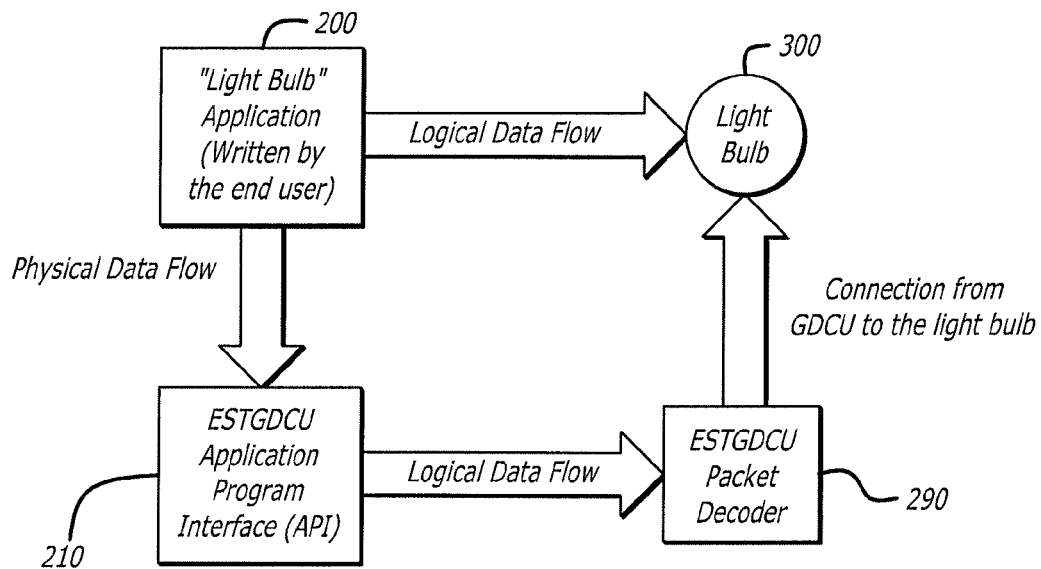 200
"Light Bulb"
Application
(Written by
the end user)
Logical Data Flow
300
Light
Bulb
Physical Data Flow
Connection from
GDCU to the light bulb
ESTGDCU
Application
Program
Interface (API)
210
Logical Data Flow
ESTGDCU
Packet
Decoder
290